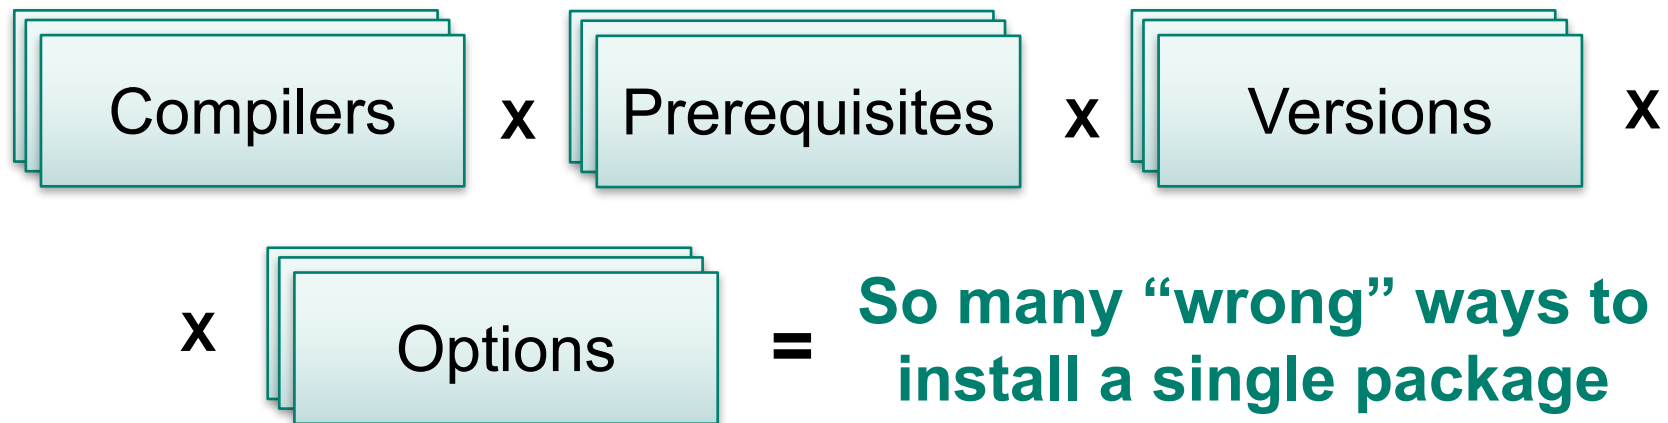 Compilers x Prerequisites x Versions x
x Options = So many “wrong” ways to
install a single package